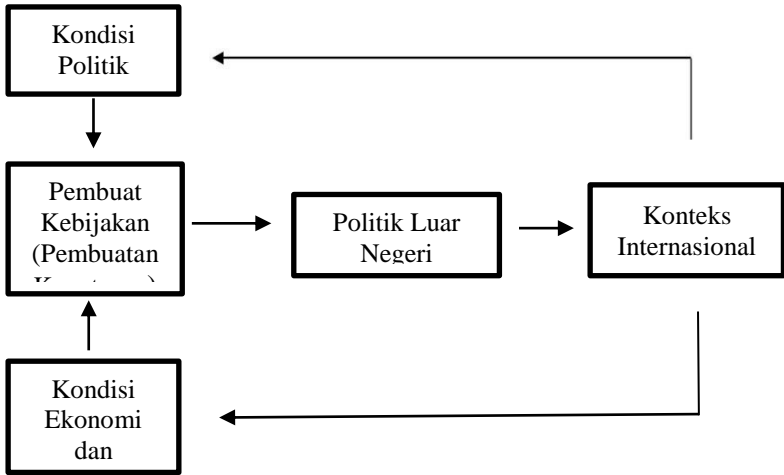 Kondisi
Politik
Pembuat
Kebijakan
(Pembuatan
Politik Luar
Negeri
Konteks
Internasional
Kondisi
Ekonomi
dan